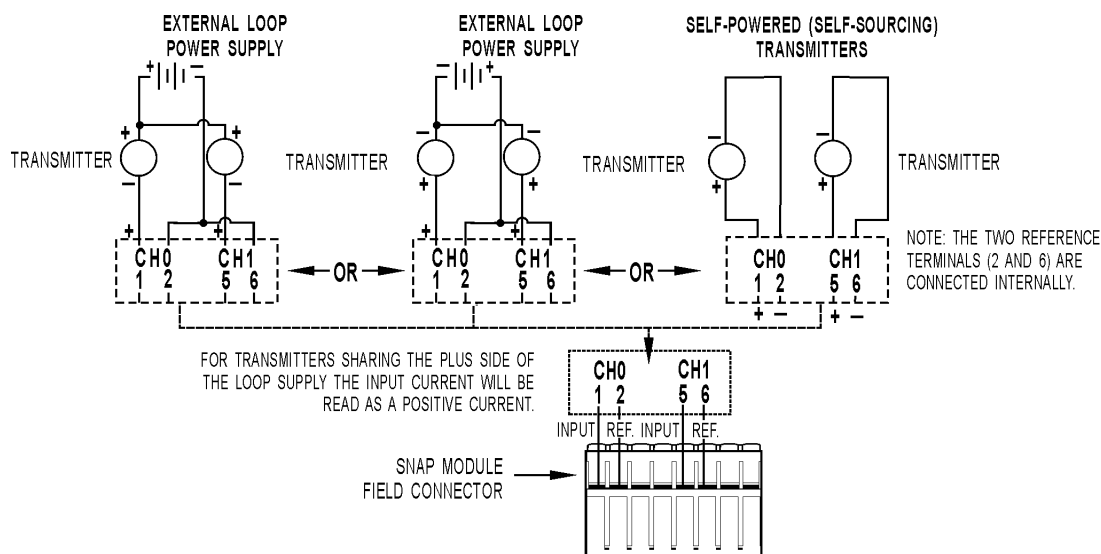 EXTERNAL LOOP
POWER SUPPLY
EXTERNAL LOOP
POWER SUPPLY
SELF-POWERED (SELF-SOURCING)
TRANSMITTERS
+ −
− +
+ +
− −
− −
TRANSMITTER
TRANSMITTER
TRANSMITTER
TRANSMITTER
− −
+ +
+ +
+ +
+ +
CH0 CH1
1 2 5 6
OR
CH0 CH1
1 2 5 6
OR
CH0 CH1
1 2 5 6
+ − + −
NOTE: THE TWO REFERENCE
TERMINALS (2 AND 6) ARE
CONNECTED INTERNALLY.
FOR TRANSMITTERS SHARING THE PLUS SIDE OF
THE LOOP SUPPLY THE INPUT CURRENT WILL BE
READ AS A POSITIVE CURRENT.
CH0 CH1
1 2 5 6
INPUT REF. INPUT REF.
SNAP MODULE
FIELD CONNECTOR